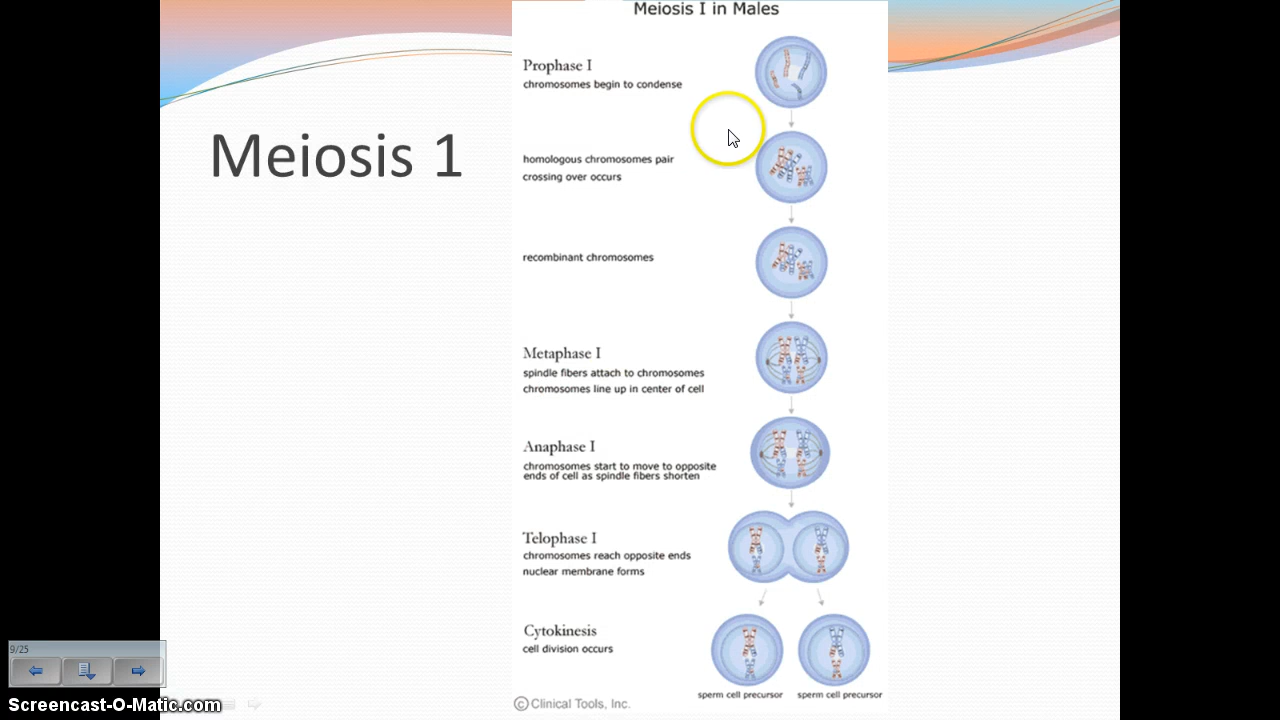 Meiosis I in Males
Prophase I
chromosomes begin to condense
Meiosis 1
homologous chromosomes pair
crossing over occurs
recombinant chromosomes
Metaphase I
spindle fibers attach to chromosomes
chromosomes line up in center of cell
Anaphase I
chromosomes start to move to opposite
ends of cell as spindle fibers shorten
Telophase I
chromosomes reach opposite ends
nuclear membrane forms
Cytokinesis
cell division occurs
sperm cell precursor sperm cell precursor
© Clinical Tools, Inc.
9/25
Screencast-O-Matic.com